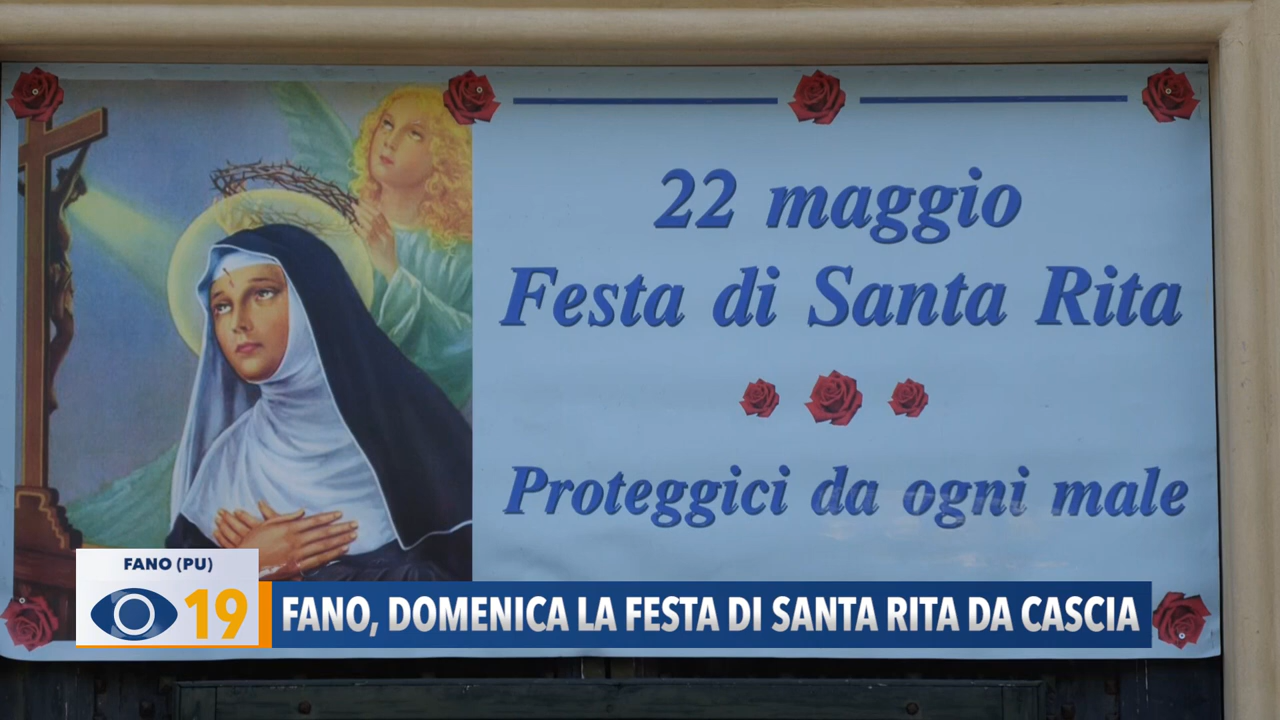 22 maggio
Festa di Santa Rita
Proteggici da ogni male
FANO (PU)
19
FANO, DOMENICA LA FESTA DI SANTA RITA DA CASCIA